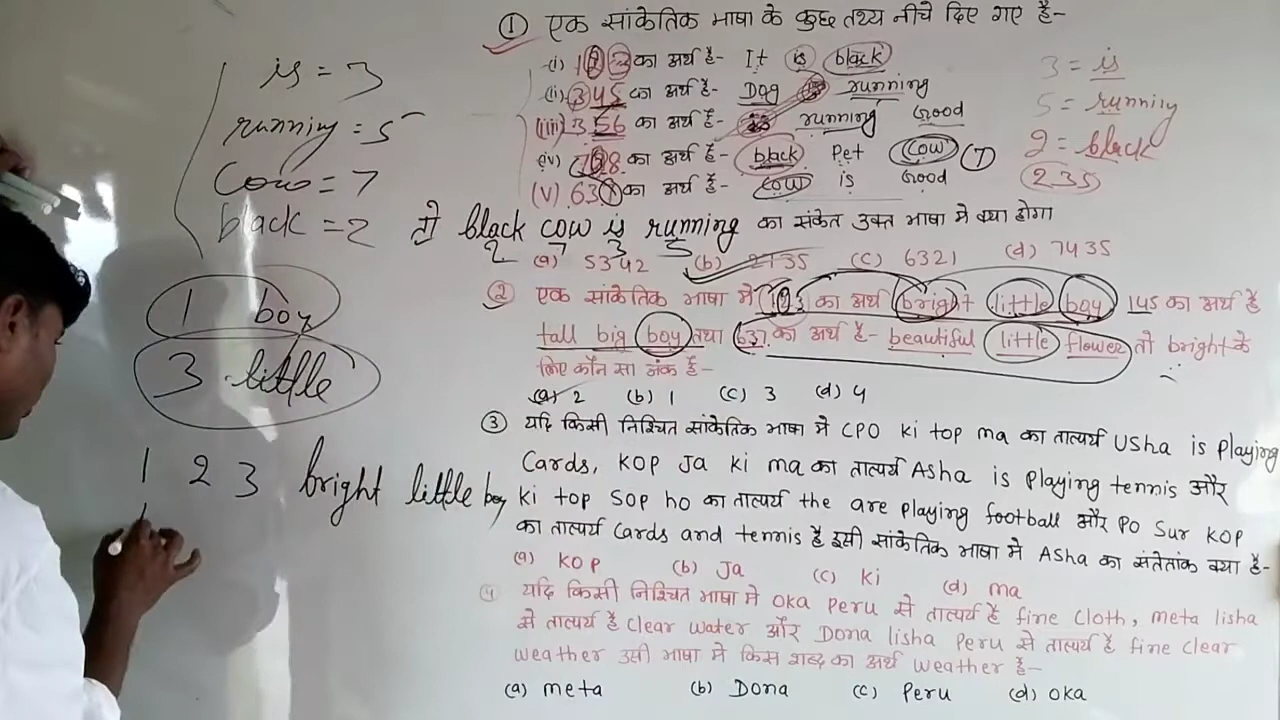 ① एक सांकेतिक भाषा के कुछ तथ्य नीचे दिए गए है-
(i) 123 का अर्थ है- It is black
(ii) 345 का अर्थ है- Dog running
(iii) 356 का अर्थ है- running Good
(iv) 728 का अर्थ है- black Pet cow
(v) 63 का अर्थ है- cow is Good
3 = is
5 = running
2 = black
235
is = 3
running = 5
Cow = 7
black = 2
तो black cow is running का संकेत उक्त भाषा मे क्या होगा
2 7 3 5
(a) 5342 (b) 2735 (c) 6321 (d) 7435
② एक सांकेतिक भाषा में 123 का अर्थ bright little boy 145 का अर्थ है
tall big boy तथा 637 का अर्थ है- beautiful little flower तो bright के
लिए कौन सा अंक है-
(a) 2 (b) 1 (c) 3 (d) 4
1 boy
3 little
1 2 3 bright little boy
1
③ यदि किसी निश्चित सांकेतिक भाषा मे CPO ki top ma का तात्पर्य Usha is playing
Cards, KOP Ja ki ma का तात्पर्य Asha is playing tennis और
ki top Sop ho का तात्पर्य the are playing football और PO Sur KOP
का तात्पर्य Cards and tennis है इसी सांकेतिक भाषा मे Asha का क्या है-
(a) KOP (b) Ja (c) Ki (d) ma
④ यदि किसी निश्चित भाषा मे Oka Peru से तात्पर्य है fine Cloth, meta lisha
से तात्पर्य है Clear Water और Dona lisha Peru से तात्पर्य है fine Clear
Weather उसी भाषा मे किस शब्द का अर्थ Weather है-
(a) meta (b) Dona (c) Peru (d) Oka